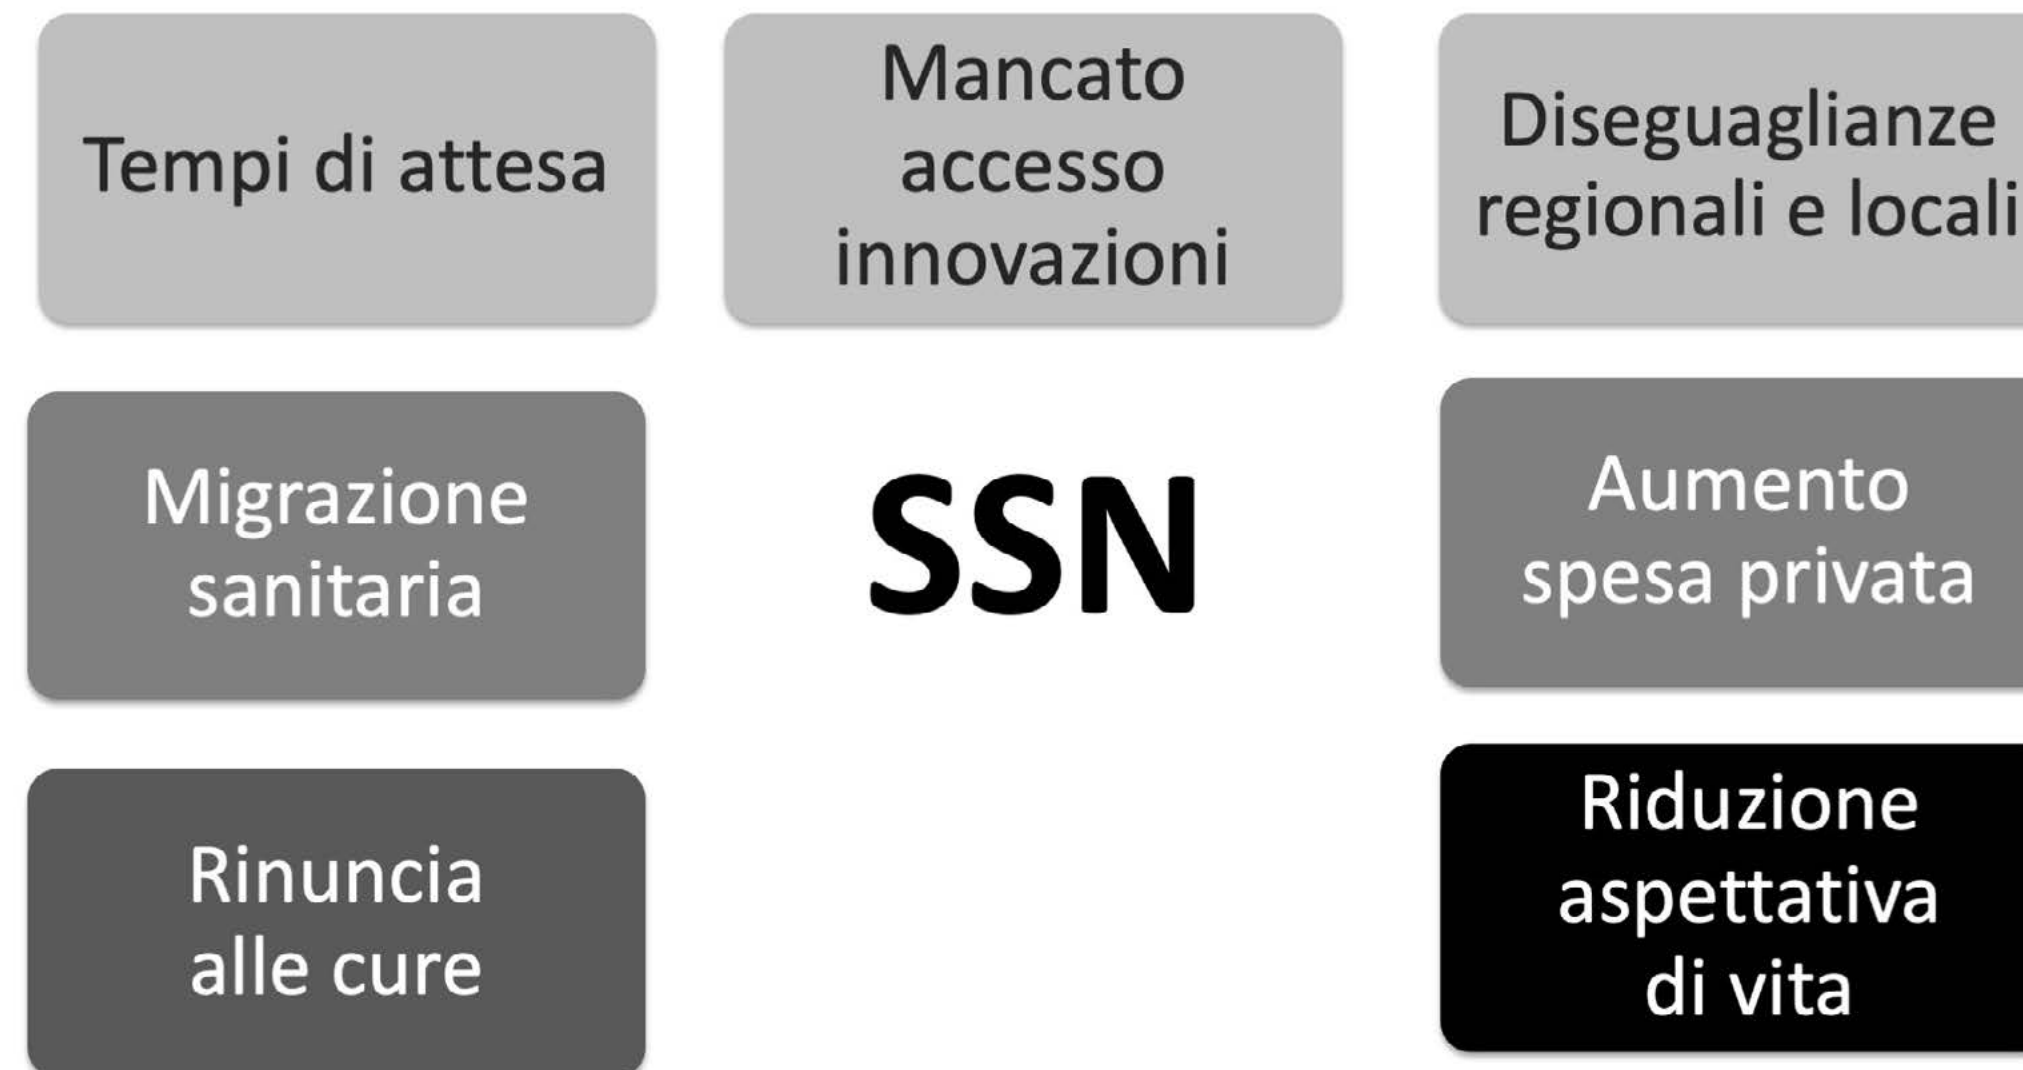 Tempi di attesa
Mancato
accesso
innovazioni
Diseguaglianze
regionali e locali
Migrazione
sanitaria
SSN
Aumento
spesa privata
Rinuncia
alle cure
Riduzione
aspettativa
di vita